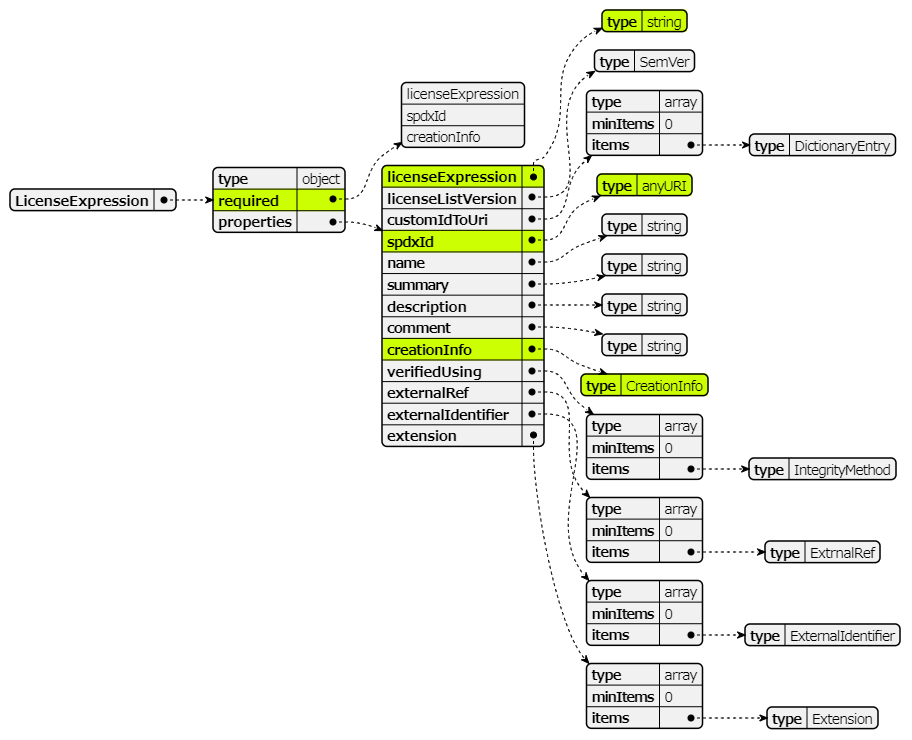 LicenseExpression
type object
required
properties
licenseExpression
spdxId
creationInfo
licenseExpression
licenseListVersion
customIdToUri
spdxId
name
summary
description
comment
creationInfo
verifiedUsing
externalRef
externalIdentifier
extension
type string
type SemVer
type array
minItems 0
items
type DictionaryEntry
type anyURI
type string
type string
type string
type string
type CreationInfo
type array
minItems 0
items
type IntegrityMethod
type array
minItems 0
items
type ExtrnalRef
type array
minItems 0
items
type ExternalIdentifier
type array
minItems 0
items
type Extension